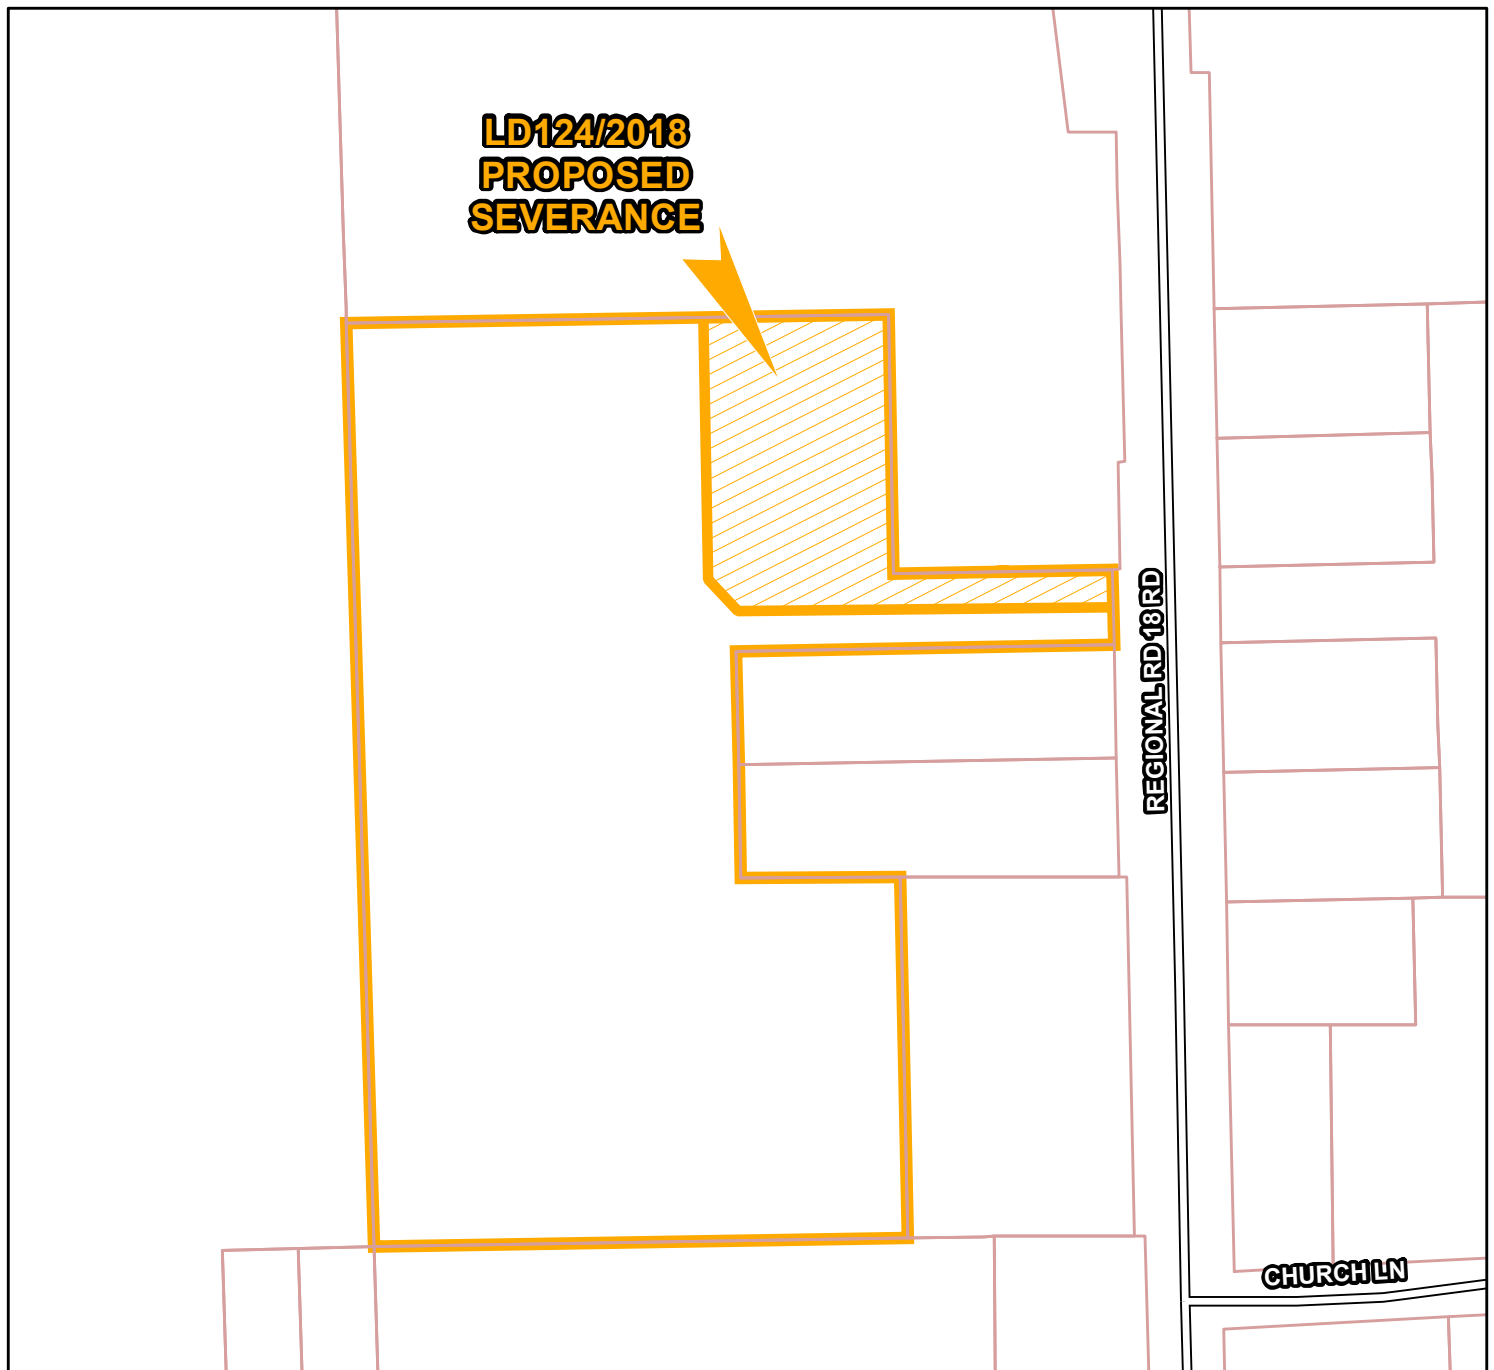 LD124/2018
PROPOSED
SEVERANCE
REGIONAL RD 18 RD
CHURCH LN